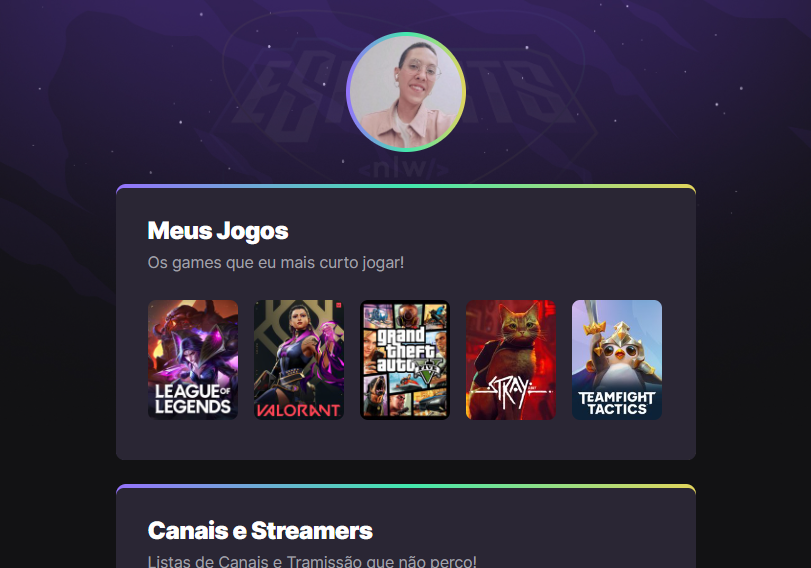 ESPORTS
<nlw/>
Meus Jogos
Os games que eu mais curto jogar!
LEAGUE OF
LEGENDS
VALORANT
grand
theft
auto
V
FIVE
STRAY
TEAMFIGHT
TACTICS
Canais e Streamers
Listas de Canais e Tramissão que não perco!